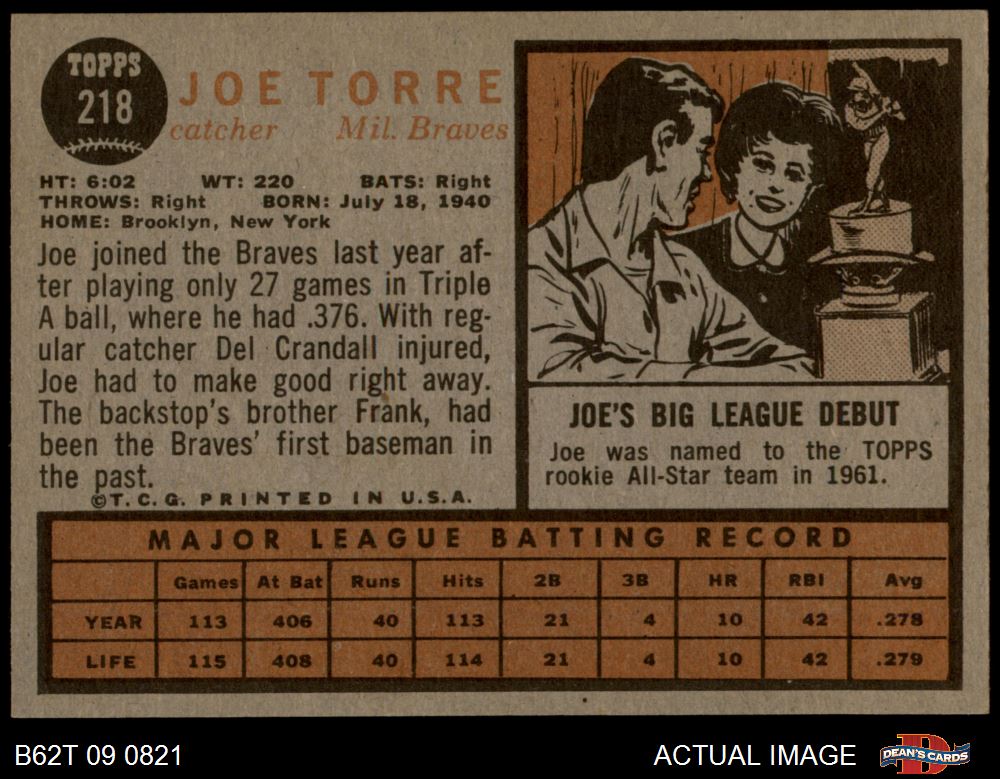 TOPPS
218
JOE TORRE
catcher Mil. Braves
HT: 6:02 WT: 220 BATS: Right
THROWS: Right BORN: July 18, 1940
HOME: Brooklyn, New York
Joe joined the Braves last year af-
ter playing only 27 games in Triple
A ball, where he had .376. With reg-
ular catcher Del Crandall injured,
Joe had to make good right away.
The backstop's brother Frank, had
been the Braves' first baseman in
the past.
©T.C.G. PRINTED IN U.S.A.
JOE'S BIG LEAGUE DEBUT
Joe was named to the TOPPS
rookie All-Star team in 1961.
MAJOR LEAGUE BATTING RECORD
Games At Bat Runs Hits 2B 3B HR RBI Avg
YEAR 113 406 40 113 21 4 10 42 .278
LIFE 115 408 40 114 21 4 10 42 .279
B62T 09 0821
ACTUAL IMAGE
DEAN'S CARDS